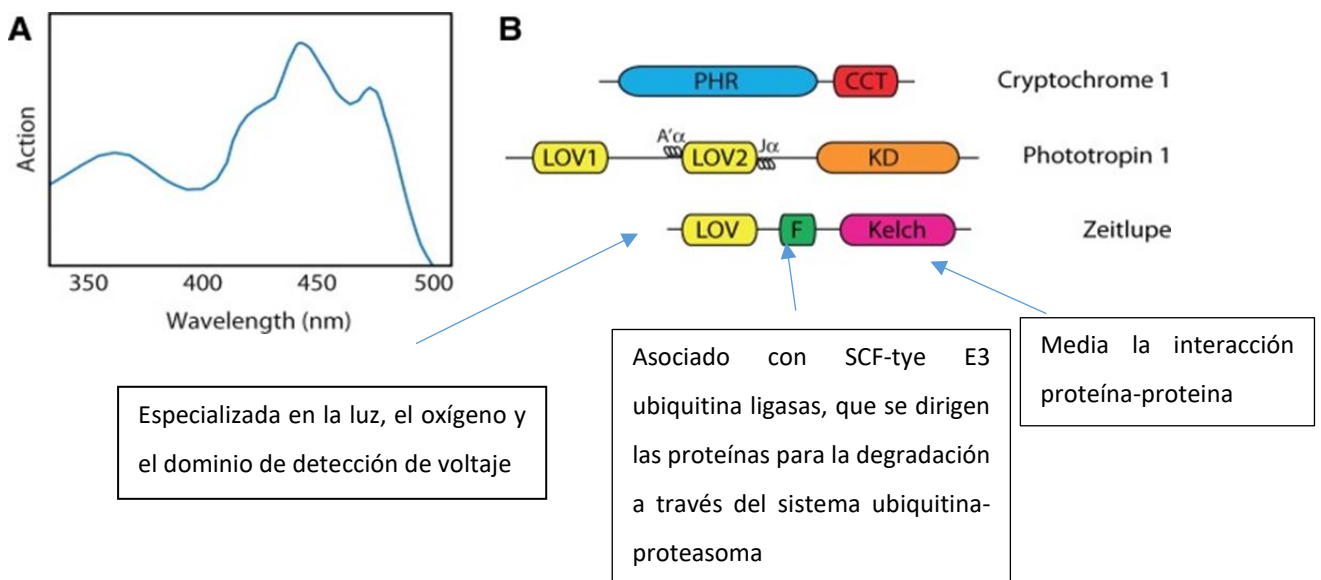 A
Action
350 400 450 500
Wavelength (nm)
B
PHR CCT Cryptochrome 1
A'α Jα
LOV1 LOV2 KD Phototropin 1
LOV F Kelch Zeitlupe
Especializada en la luz, el oxígeno y
el dominio de detección de voltaje
Asociado con SCF-tye E3
ubiquitina ligasas, que se dirigen
las proteínas para la degradación
a través del sistema ubiquitina-
proteasoma
Media la interacción
proteína-proteina